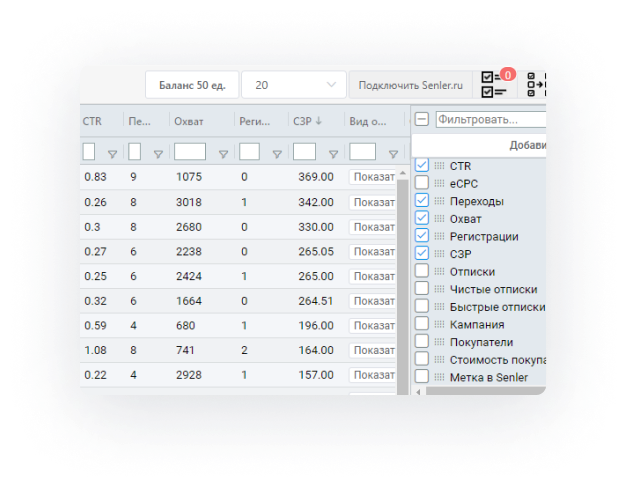 Баланс 50 ед. 20 Подключить Senler.ru 0
CTR Пе... Охват Реги... СЗР Вид о... Фильтровать...
Добави
0.83 9 1075 0 369.00 Показат
0.26 8 3018 1 342.00 Показат
0.3 8 2680 0 330.00 Показат
0.27 6 2238 0 265.05 Показат
0.25 6 2424 1 265.00 Показат
0.32 6 1664 0 264.51 Показат
0.59 4 680 1 196.00 Показат
1.08 8 741 2 164.00 Показат
0.22 4 2928 1 157.00 Показат
CTR
eCPC
Переходы
Охват
Регистрации
СЗР
Отписки
Чистые отписки
Быстрые отписки
Кампания
Покупатели
Стоимость покупа
Метка в Senler